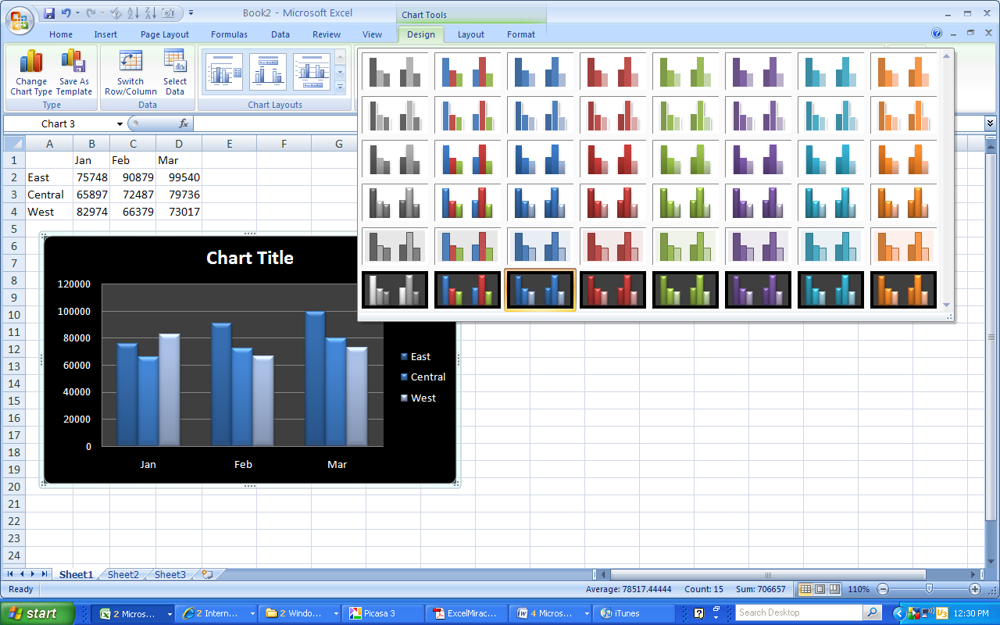 Book2 - Microsoft Excel
Chart Tools
Home Insert Page Layout Formulas Data Review View Design Layout Format
Change Chart Type
Save As Template
Switch Row/Column
Select Data
Type Data Chart Layouts
Chart 3 fx
A B C D E F G
1 Jan Feb Mar
2 East 75748 90879 99540
3 Central 65897 72487 79736
4 West 82974 66379 73017
5
6
7
8
9
10
11
12
13
14
15
16
17
18
19
20
21
22
23
24
Chart Title
120000
100000
80000
60000
40000
20000
0
Jan Feb Mar
East
Central
West
Sheet1 Sheet2 Sheet3
Ready Average: 78517.44444 Count: 15 Sum: 706657 110%
start 2 Micros... 2 Intern... 2 Windo... Picasa 3 ExcelMirac... 4 Micros... iTunes Search Desktop 12:30 PM